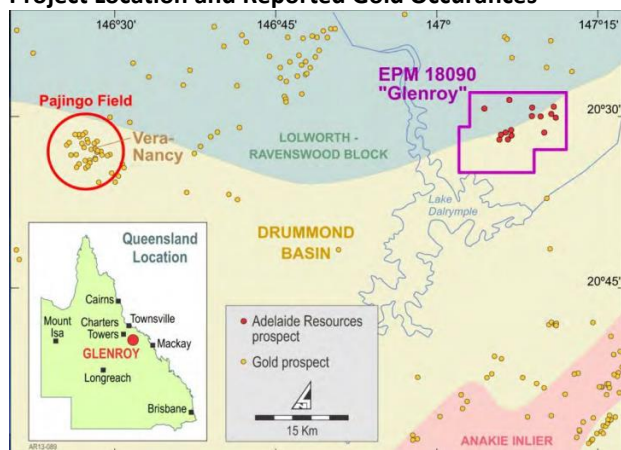 Project Location and Reported Gold Occurances
146°30'
146°45'
147°
147°15'
EPM 18090
"Glenroy"
Pajingo Field
20°30'
Vera-
Nancy
LOLWORTH -
RAVENSWOOD BLOCK
Lake
Dalrymple
DRUMMOND
BASIN
Queensland
Location
20°45'
Cairns
Townsville
Mount
Isa
Charters
Towers
Mackay
GLENROY
Longreach
Brisbane
Adelaide Resources
prospect
Gold prospect
15 Km
ANAKIE INLIER
AR13-089